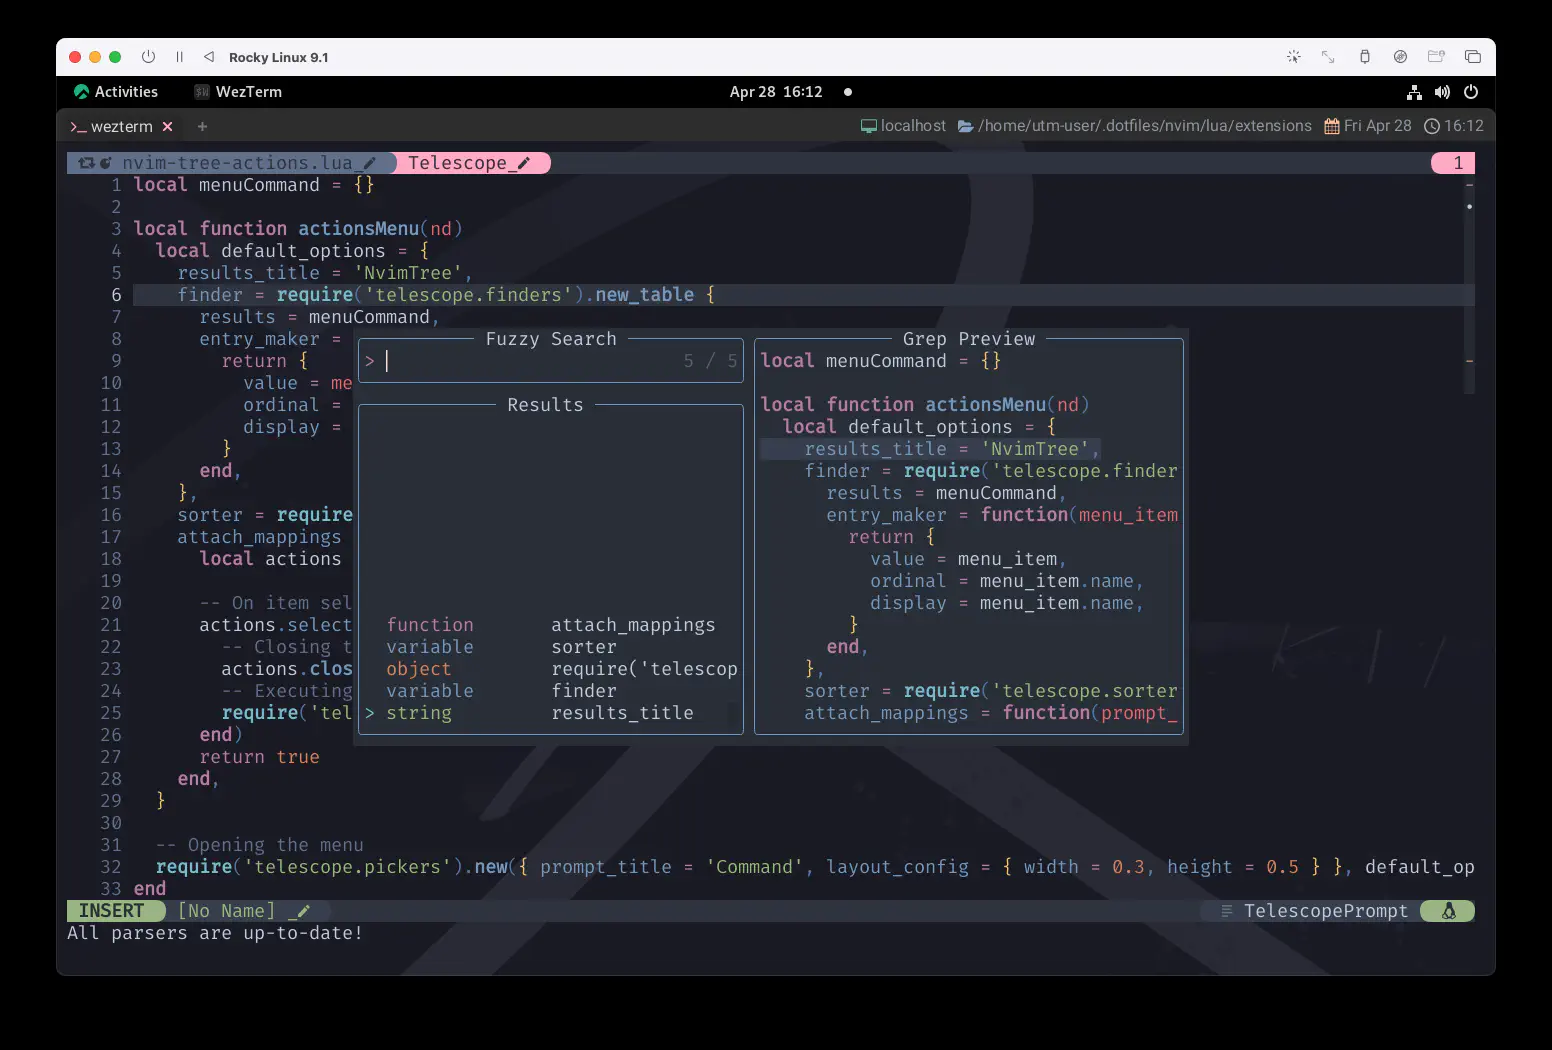 Rocky Linux 9.1
Activities
WezTerm
Apr 28 16:12
>_ wezterm × +
localhost /home/utm-user/.dotfiles/nvim/lua/extensions Fri Apr 28 16:12
nvim-tree-actions.lua_ Telescope_ 1
1 local menuCommand = {}
2
3 local function actionsMenu(nd)
4 local default_options = {
5 results_title = 'NvimTree',
6 finder = require('telescope.finders').new_table {
7 results = menuCommand,
8 entry_maker =
9 return {
10 value = me
11 ordinal =
12 display =
13 }
14 end,
15 },
16 sorter = require
17 attach_mappings
18 local actions
19
20 -- On item sel
21 actions.select
22 -- Closing t
23 actions.clos
24 -- Executing
25 require('tel
26 end)
27 return true
28 end,
29 }
30
31 -- Opening the menu
32 require('telescope.pickers').new({ prompt_title = 'Command', layout_config = { width = 0.3, height = 0.5 } }, default_op
33 end
Fuzzy Search
> 5 / 5
Results
function attach_mappings
variable sorter
object require('telescop
variable finder
> string results_title
Grep Preview
local menuCommand = {}
local function actionsMenu(nd)
local default_options = {
results_title = 'NvimTree',
finder = require('telescope.finder
results = menuCommand,
entry_maker = function(menu_item
return {
value = menu_item,
ordinal = menu_item.name,
display = menu_item.name,
}
end,
},
sorter = require('telescope.sorter
attach_mappings = function(prompt_
INSERT [No Name] _ TelescopePrompt
All parsers are up-to-date!